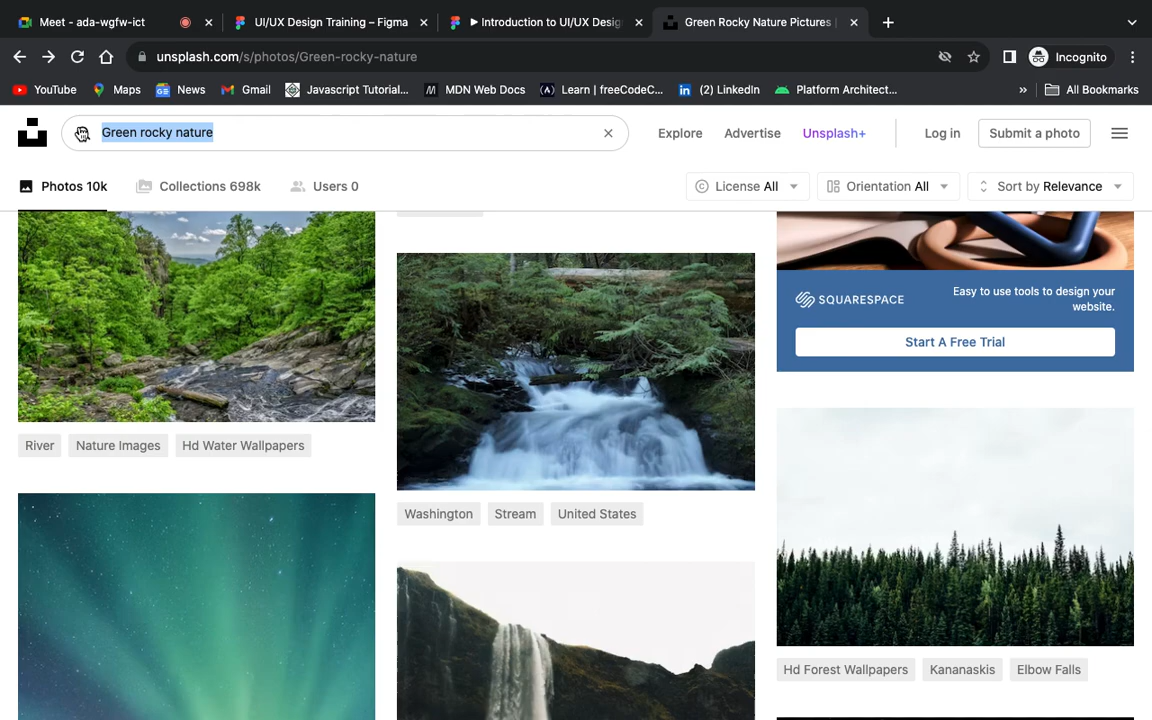 Meet - ada-wgfw-ict
UI/UX Design Training – Figma
Introduction to UI/UX Desig
Green Rocky Nature Pictures |
unsplash.com/s/photos/Green-rocky-nature
Incognito
YouTube
Maps
News
Gmail
Javascript Tutorial...
MDN Web Docs
Learn | freeCodeC...
(2) LinkedIn
Platform Architect...
»
All Bookmarks
Green rocky nature
Explore
Advertise
Unsplash+
Log in
Submit a photo
Photos 10k
Collections 698k
Users 0
License All
Orientation All
Sort by Relevance
SQUARESPACE
Easy to use tools to design your
website.
Start A Free Trial
River
Nature Images
Hd Water Wallpapers
Washington
Stream
United States
Hd Forest Wallpapers
Kananaskis
Elbow Falls